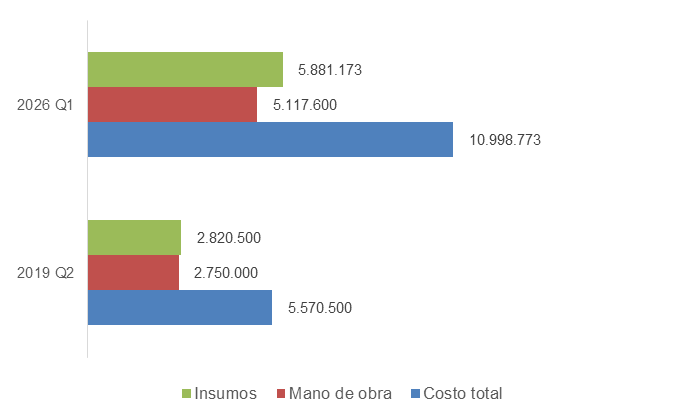 5.881.173
2026 Q1
5.117.600
10.998.773
2.820.500
2019 Q2
2.750.000
5.570.500
Insumos Mano de obra Costo total